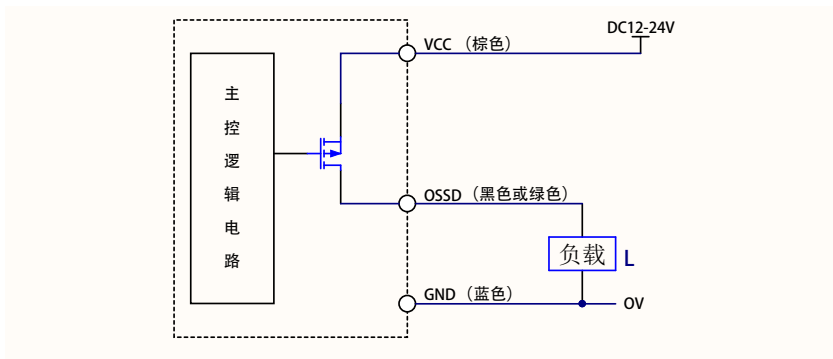 DC12-24V
VCC（棕色）
主
控
逻
辑
电
路
OSSD（黑色或绿色）
负载 L
GND（蓝色）
OV